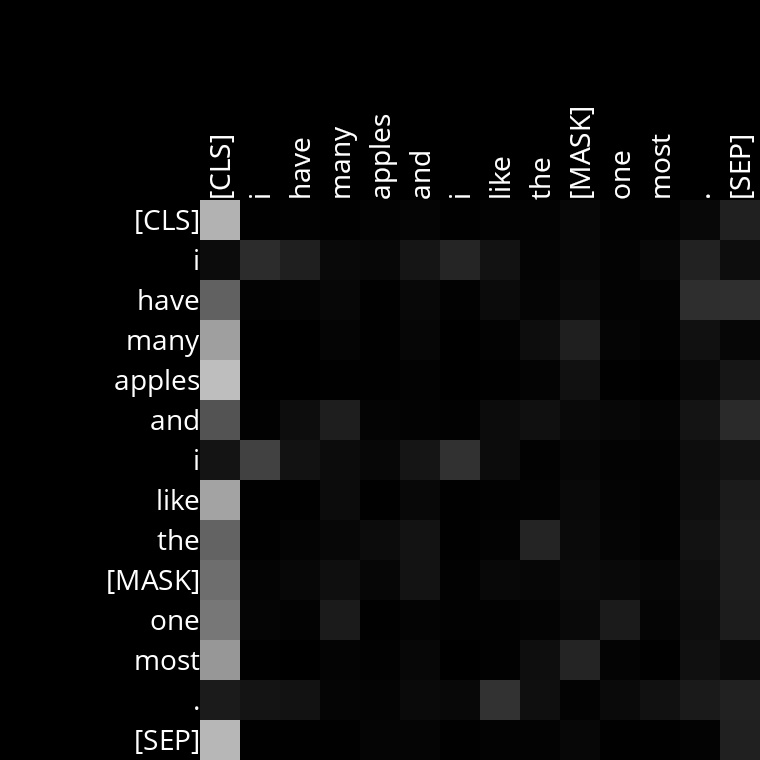 [CLS] i have many apples and i like the [MASK] one most . [SEP]
[CLS]
i
have
many
apples
and
i
like
the
[MASK]
one
most
.
[SEP]